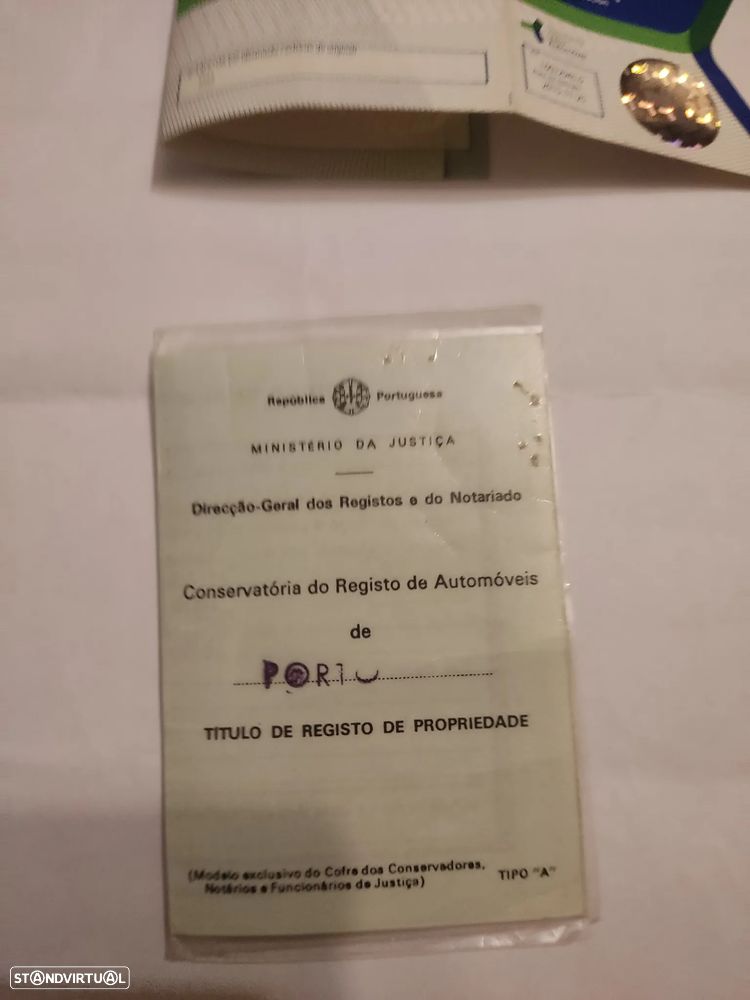 República Portuguesa
MINISTÉRIO DA JUSTIÇA
Direcção-Geral dos Registos e do Notariado
Conservatória do Registo de Automóveis
de
PORTO
TÍTULO DE REGISTO DE PROPRIEDADE
(Modelo exclusivo do Cofre dos Conservadores,
Notários e Funcionários de Justiça)
TIPO "A"
STANDVIRTUAL